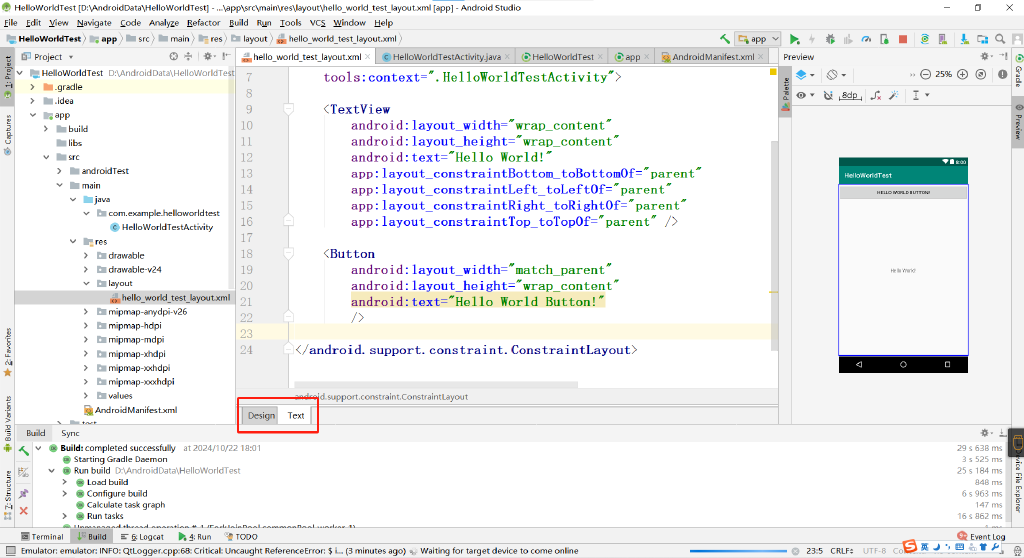 HelloWorldTest [D:\AndroidData\HelloWorldTest] - ...\app\src\main\res\layout\hello_world_test_layout.xml [app] - Android Studio
File Edit View Navigate Code Analyze Refactor Build Run Tools VCS Window Help
HelloWorldTest app src main res layout hello_world_test_layout.xml app
Project hello_world_test_layout.xml HelloWorldTestActivity.java HelloWorldTest app AndroidManifest.xml Preview
HelloWorldTest D:\AndroidData\HelloWorldTest
.gradle
.idea
app
build
libs
src
androidTest
main
java
com.example.helloworldtest
HelloWorldTestActivity
res
drawable
drawable-v24
layout
hello_world_test_layout.xml
mipmap-anydpi-v26
mipmap-hdpi
mipmap-mdpi
mipmap-xhdpi
mipmap-xxhdpi
mipmap-xxxhdpi
values
AndroidManifest.xml
test
1: Project
Captures
2: Favorites
Build Variants
7: Structure
7 tools:context=".HelloWorldTestActivity">
8
9 <TextView
10 android:layout_width="wrap_content"
11 android:layout_height="wrap_content"
12 android:text="Hello World!"
13 app:layout_constraintBottom_toBottomOf="parent"
14 app:layout_constraintLeft_toLeftOf="parent"
15 app:layout_constraintRight_toRightOf="parent"
16 app:layout_constraintTop_toTopOf="parent" />
17
18 <Button
19 android:layout_width="match_parent"
20 android:layout_height="wrap_content"
21 android:text="Hello World Button!"
22 />
23
24 </android.support.constraint.ConstraintLayout>
android.support.constraint.ConstraintLayout
Design Text
Palette
25%
8dp
8:00
HelloWorldTest
HELLO WORLD BUTTON!
Hello World!
Gradle
Preview
Device File Explorer
Build Sync
Build: completed successfully at 2024/10/22 18:01 29 s 638 ms
Starting Gradle Daemon 3 s 525 ms
Run build D:\AndroidData\HelloWorldTest 25 s 184 ms
Load build 848 ms
Configure build 6 s 963 ms
Calculate task graph 147 ms
Run tasks 16 s 862 ms
Terminal Build 6: Logcat 4: Run TODO Event Log
Emulator: emulator: INFO: QtLogger.cpp:68: Critical: Uncaught ReferenceError: $ i... (3 minutes ago) Waiting for target device to come online 23:5 CRLF÷ UTF-8
英